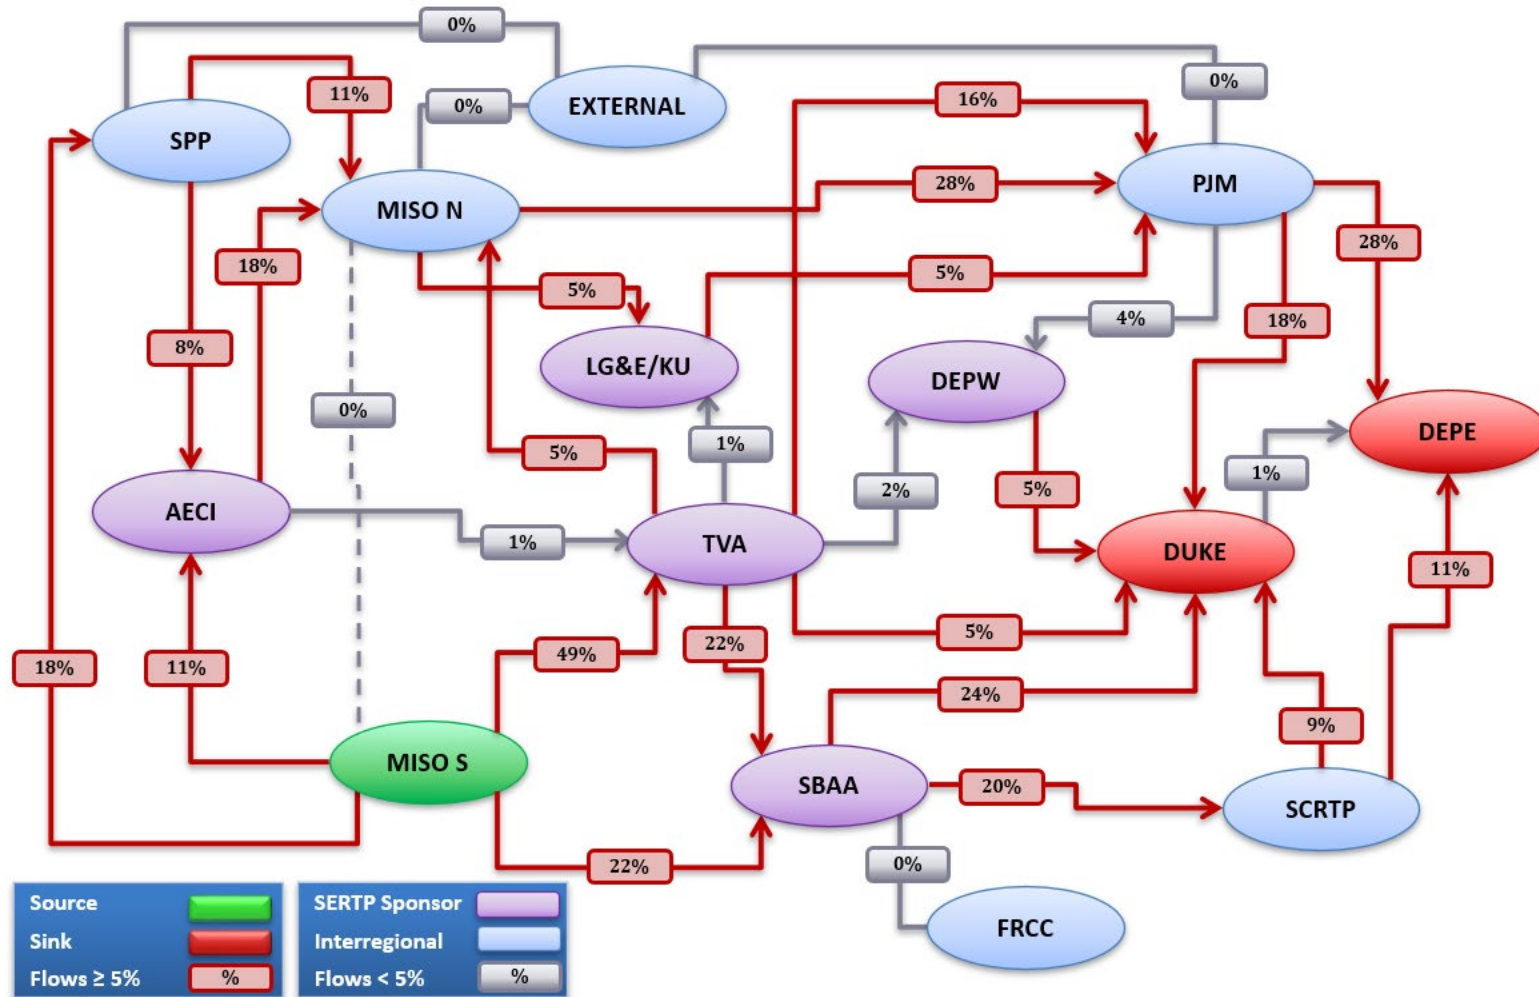 0%
11%
0%
EXTERNAL
0%
16%
SPP
MISO N
28%
PJM
18%
5%
5%
28%
4%
18%
8%
LG&E/KU
DEPW
0%
5%
1%
DEPE
1%
2%
5%
AECI
1%
TVA
DUKE
11%
18%
11%
49%
22%
5%
24%
9%
MISO S
SBAA
20%
SCRTP
22%
0%
FRCC
Source
Sink
Flows ≥ 5% %
SERTP Sponsor
Interregional
Flows < 5% %